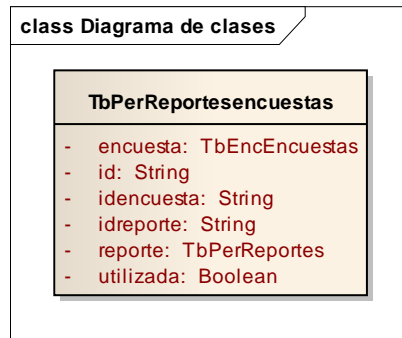 class Diagrama de clases
TbPerReportesencuestas
- encuesta: TbEncEncuestas
- id: String
- idencuesta: String
- idreporte: String
- reporte: TbPerReportes
- utilizada: Boolean